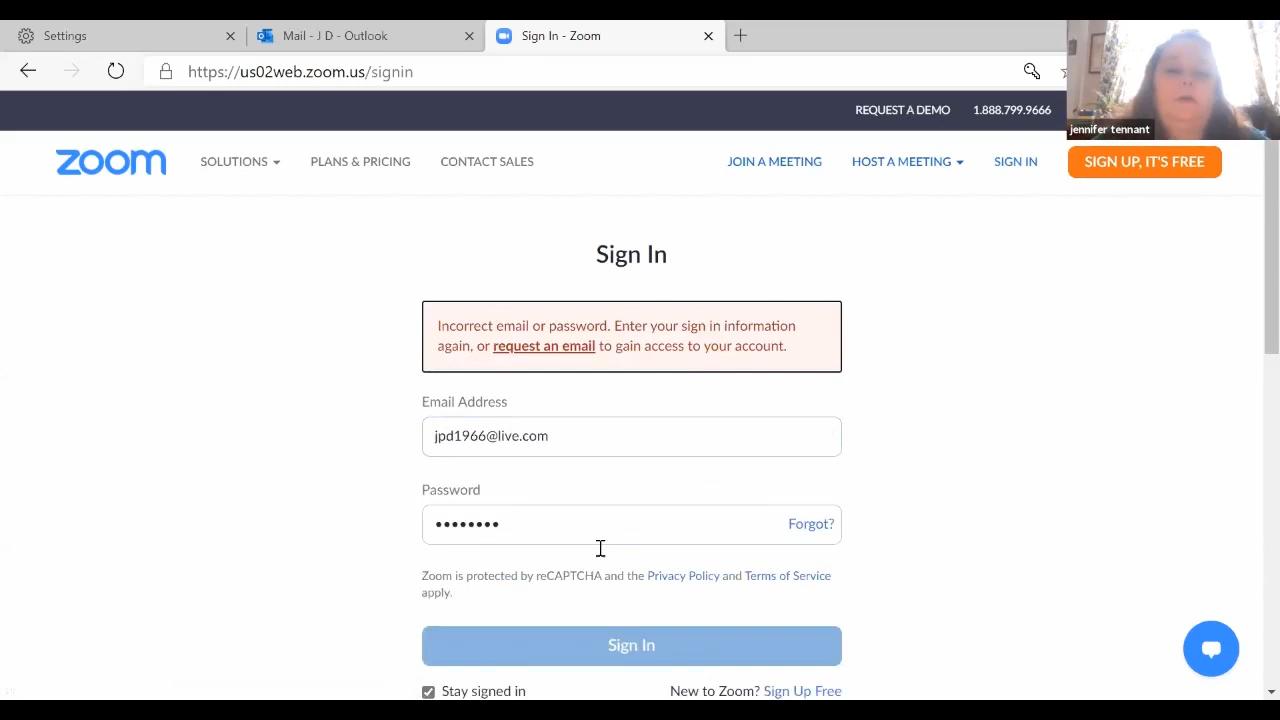 Settings
Mail - J D - Outlook
Sign In - Zoom
https://us02web.zoom.us/signin
REQUEST A DEMO 1.888.799.9666
jennifer tennant
zoom SOLUTIONS PLANS & PRICING CONTACT SALES JOIN A MEETING HOST A MEETING SIGN IN SIGN UP, IT'S FREE
Sign In
Incorrect email or password. Enter your sign in information
again, or request an email to gain access to your account.
Email Address
jpd1966@live.com
Password
•••••••• Forgot?
Zoom is protected by reCAPTCHA and the Privacy Policy and Terms of Service
apply.
Sign In
Stay signed in New to Zoom? Sign Up Free